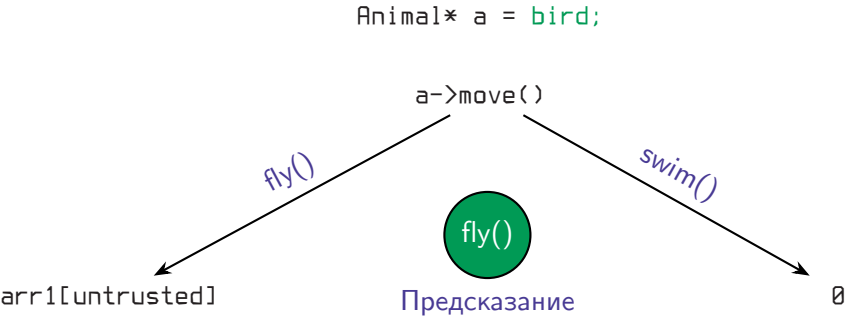 Animal* a = bird;
a->move()
fly()
swim()
fly()
arr1[untrusted]
Предсказание
0